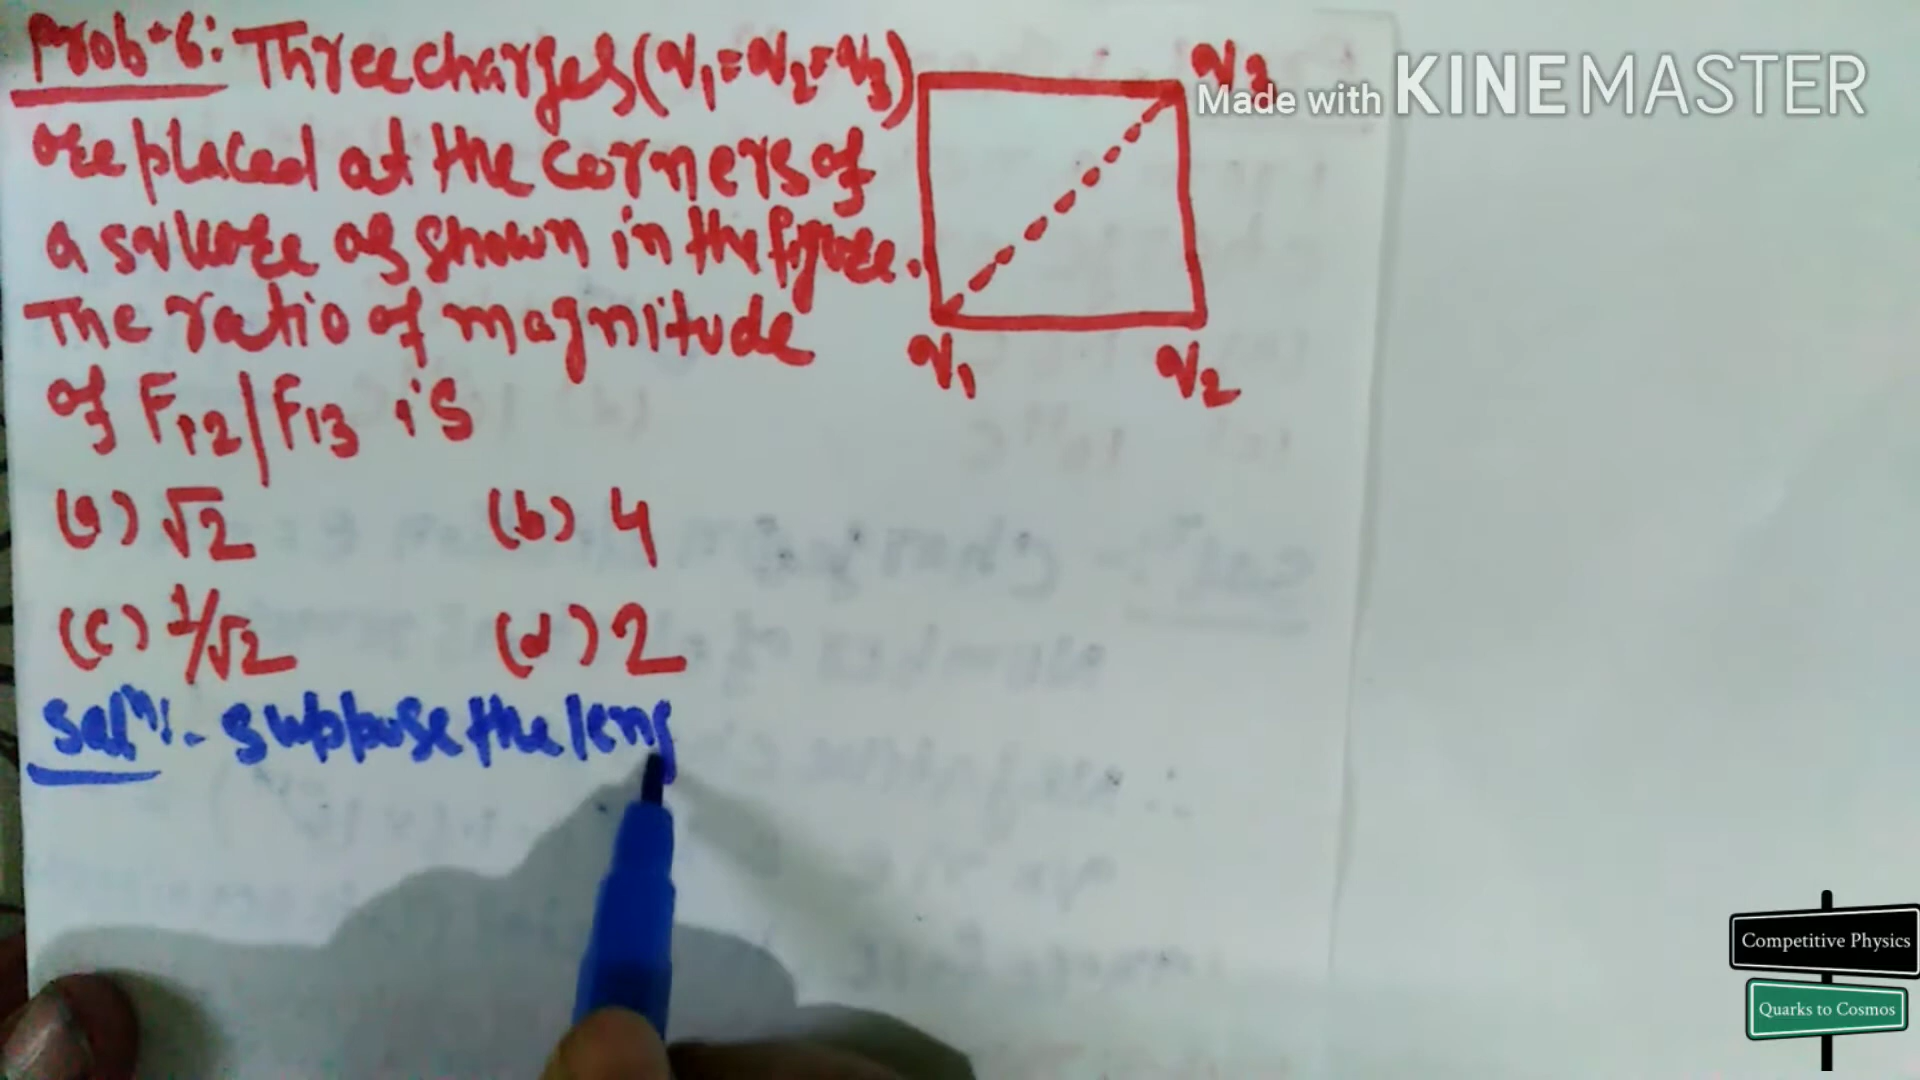 Prob-6: Three charges (q1=q2=q3)
are placed at the corners of
a square as shown in the figure.
The ratio of magnitude
of F12/F13 is
(a) √2 (b) 4
(c) 1/√2 (d) 2
Solⁿ:- suppose the leng
q3
q1 q2
Made with KINEMASTER
Competitive Physics
Quarks to Cosmos